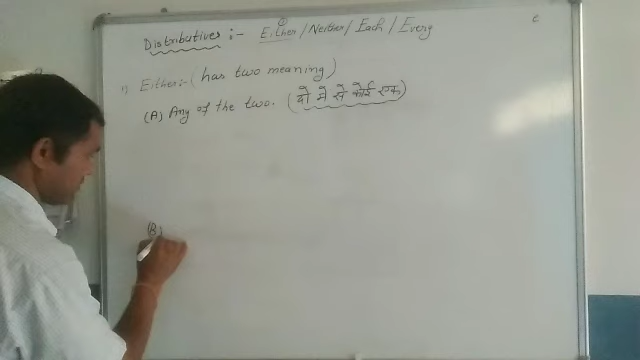 Distributives :- Either / Neither / Each / Every
1) Either :- (has two meaning)
(A) Any of the two. (दो मे से कोई एक)
(B)